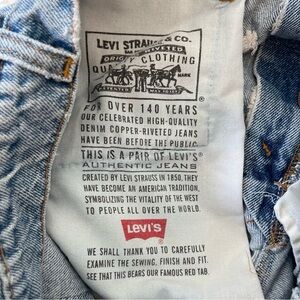 LEVI STRAUSS & CO.
CLOTHING
FOR OVER 140 YEARS
OUR CELEBRATED HIGH-QUALITY
DENIM COPPER-RIVETED JEANS
HAVE BEEN BEFORE THE PUBLIC
THIS IS A PAIR OF LEVI'S®
AUTHENTIC JEANS
CREATED BY LEVI STRAUSS IN 1850, THEY
HAVE BECOME AN AMERICAN TRADITION,
SYMBOLIZING THE VITALITY OF THE WEST
TO PEOPLE ALL OVER THE WORLD.
LEVI'S
WE SHALL THANK YOU TO CAREFULLY
EXAMINE THE SEWING, FINISH AND FIT.
SEE THAT THIS BEARS OUR FAMOUS RED TAB.